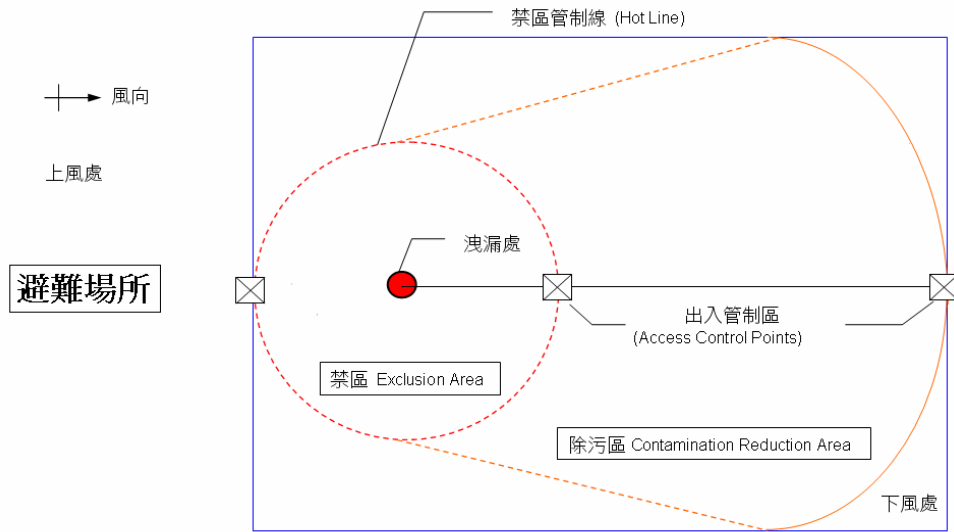 禁區管制線 (Hot Line)
風向
上風處
洩漏處
避難場所
出入管制區
(Access Control Points)
禁區 Exclusion Area
除污區 Contamination Reduction Area
下風處